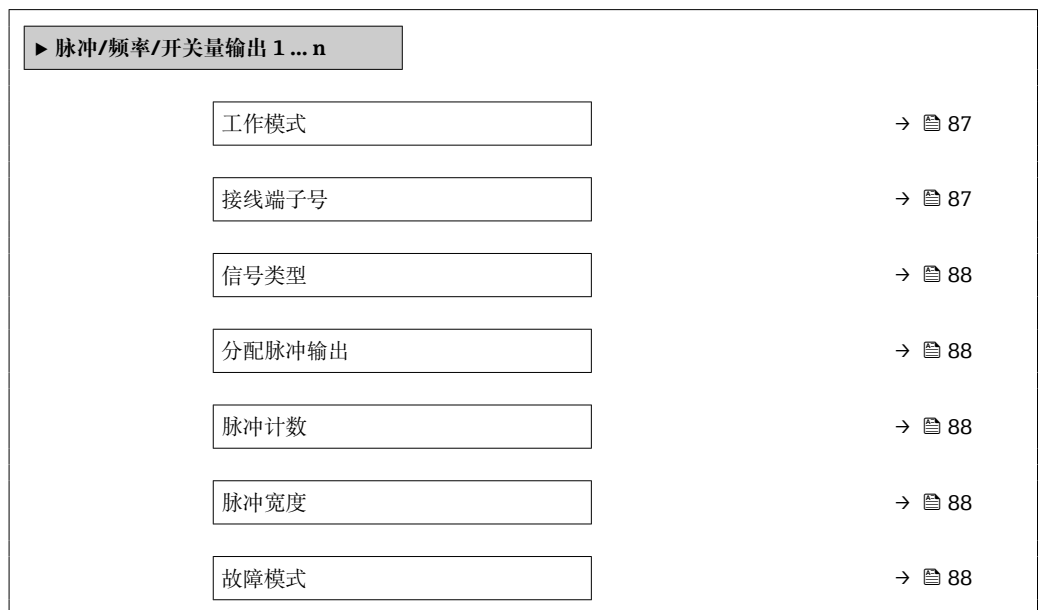 ▶ 脉冲/频率/开关量输出 1 ... n
工作模式 → 87
接线端子号 → 87
信号类型 → 88
分配脉冲输出 → 88
脉冲计数 → 88
脉冲宽度 → 88
故障模式 → 88